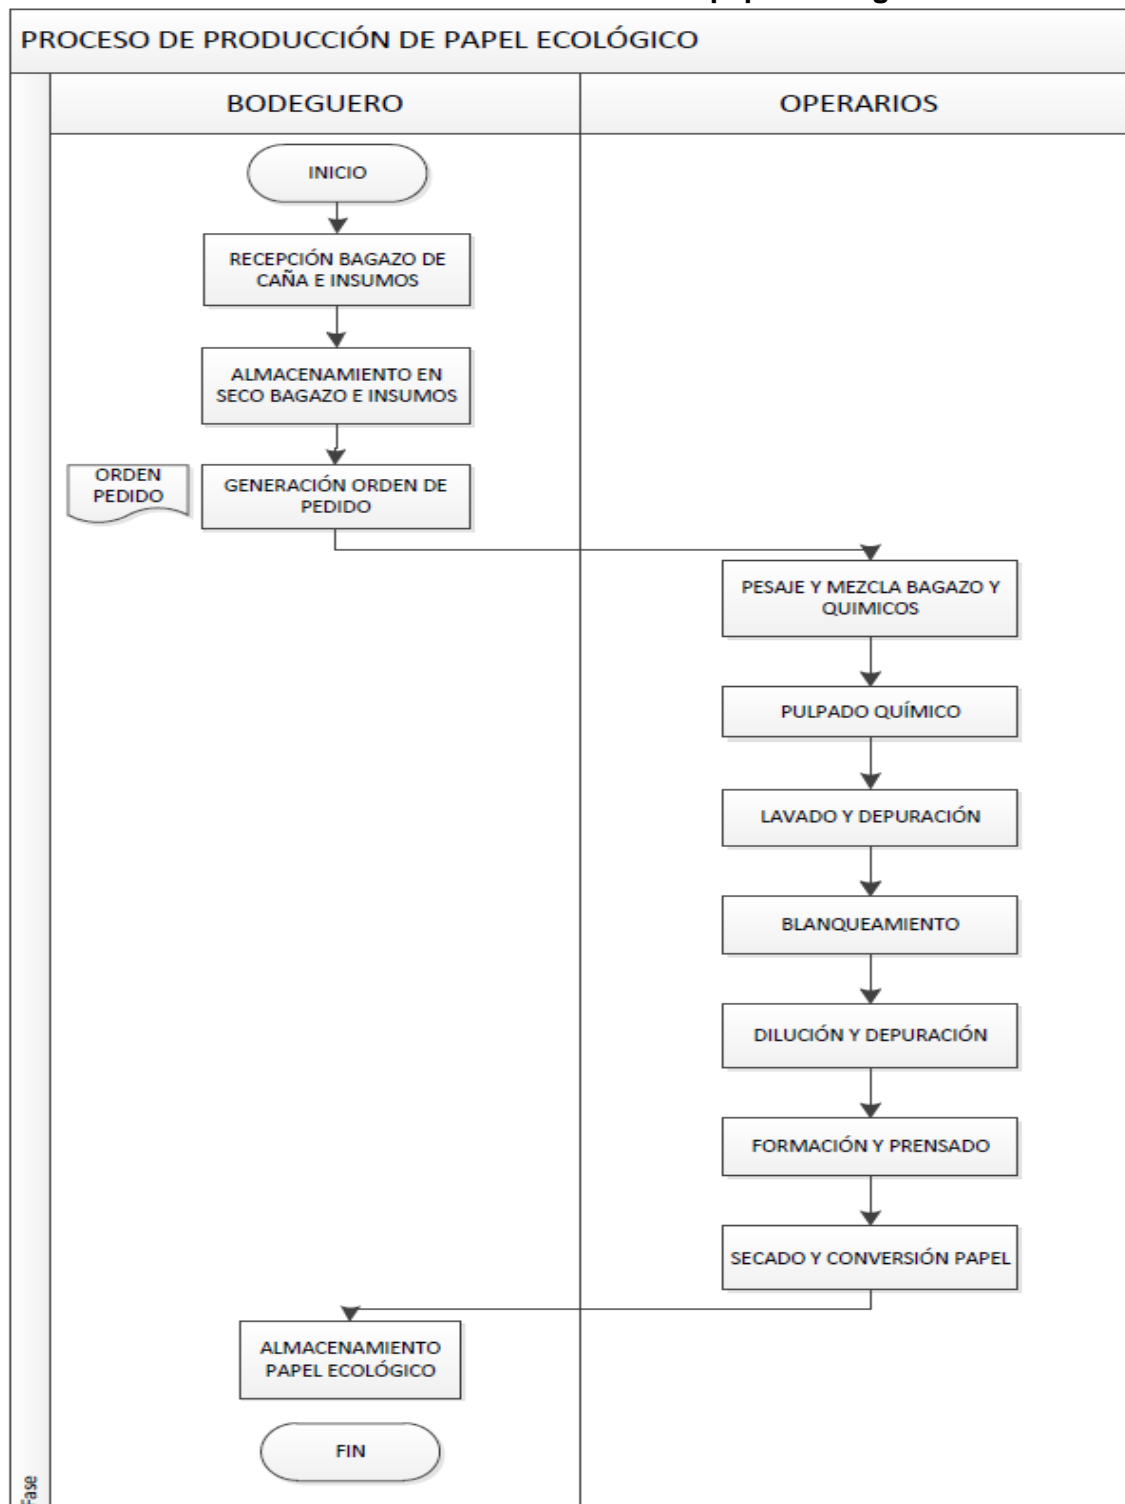 PROCESO DE PRODUCCIÓN DE PAPEL ECOLÓGICO
BODEGUERO
OPERARIOS
INICIO
RECEPCIÓN BAGAZO DE
CAÑA E INSUMOS
ALMACENAMIENTO EN
SECO BAGAZO E INSUMOS
ORDEN
PEDIDO
GENERACIÓN ORDEN DE
PEDIDO
PESAJE Y MEZCLA BAGAZO Y
QUIMICOS
PULPADO QUÍMICO
LAVADO Y DEPURACIÓN
BLANQUEAMIENTO
DILUCIÓN Y DEPURACIÓN
FORMACIÓN Y PRENSADO
SECADO Y CONVERSIÓN PAPEL
ALMACENAMIENTO
PAPEL ECOLÓGICO
FIN
Fase